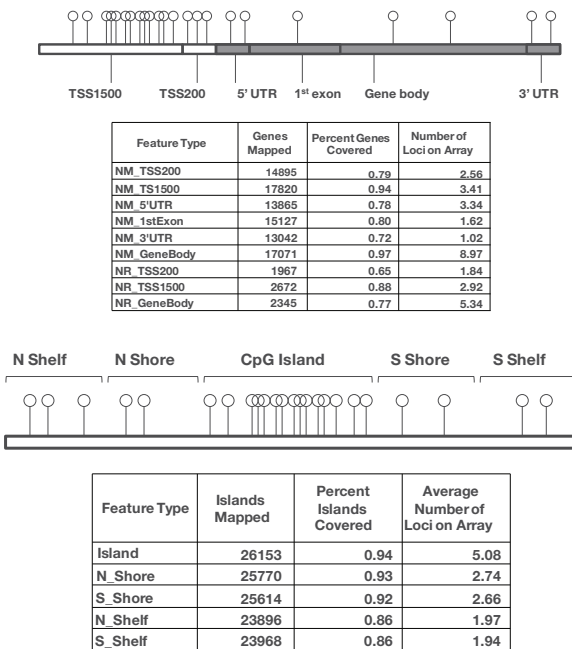 TSS1500 TSS200 5' UTR 1st exon Gene body 3' UTR
Feature Type Genes Mapped Percent Genes Covered Number of Loci on Array
NM_TSS200 14895 0.79 2.56
NM_TS1500 17820 0.94 3.41
NM_5'UTR 13865 0.78 3.34
NM_1stExon 15127 0.80 1.62
NM_3'UTR 13042 0.72 1.02
NM_GeneBody 17071 0.97 8.97
NR_TSS200 1967 0.65 1.84
NR_TSS1500 2672 0.88 2.92
NR_GeneBody 2345 0.77 5.34
N Shelf N Shore CpG Island S Shore S Shelf
Feature Type Islands Mapped Percent Islands Covered Average Number of Loci on Array
Island 26153 0.94 5.08
N_Shore 25770 0.93 2.74
S_Shore 25614 0.92 2.66
N_Shelf 23896 0.86 1.97
S_Shelf 23968 0.86 1.94